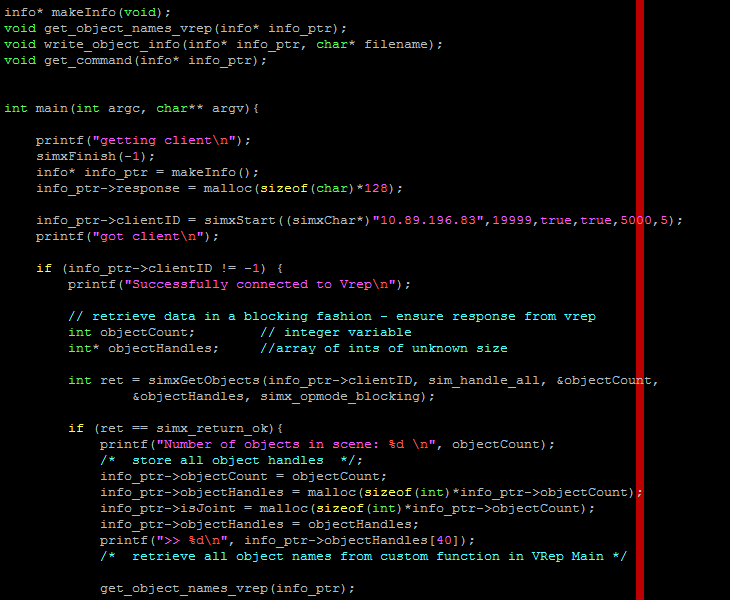 info* makeInfo(void);
void get_object_names_vrep(info* info_ptr);
void write_object_info(info* info_ptr, char* filename);
void get_command(info* info_ptr);
int main(int argc, char** argv){
printf("getting client\n");
simxFinish(-1);
info* info_ptr = makeInfo();
info_ptr->response = malloc(sizeof(char)*128);
info_ptr->clientID = simxStart((simxChar*)"10.89.196.83",19999,true,true,5000,5);
printf("got client\n");
if (info_ptr->clientID != -1) {
printf("Successfully connected to Vrep\n");
// retrieve data in a blocking fashion - ensure response from vrep
int objectCount;        // integer variable
int* objectHandles;     //array of ints of unknown size
int ret = simxGetObjects(info_ptr->clientID, sim_handle_all, &objectCount,
&objectHandles, simx_opmode_blocking);
if (ret == simx_return_ok){
printf("Number of objects in scene: %d \n", objectCount);
/*  store all object handles  */;
info_ptr->objectCount = objectCount;
info_ptr->objectHandles = malloc(sizeof(int)*info_ptr->objectCount);
info_ptr->isJoint = malloc(sizeof(int)*info_ptr->objectCount);
info_ptr->objectHandles = objectHandles;
printf(">> %d\n", info_ptr->objectHandles[40]);
/*  retrieve all object names from custom function in VRep Main */
get_object_names_vrep(info_ptr);